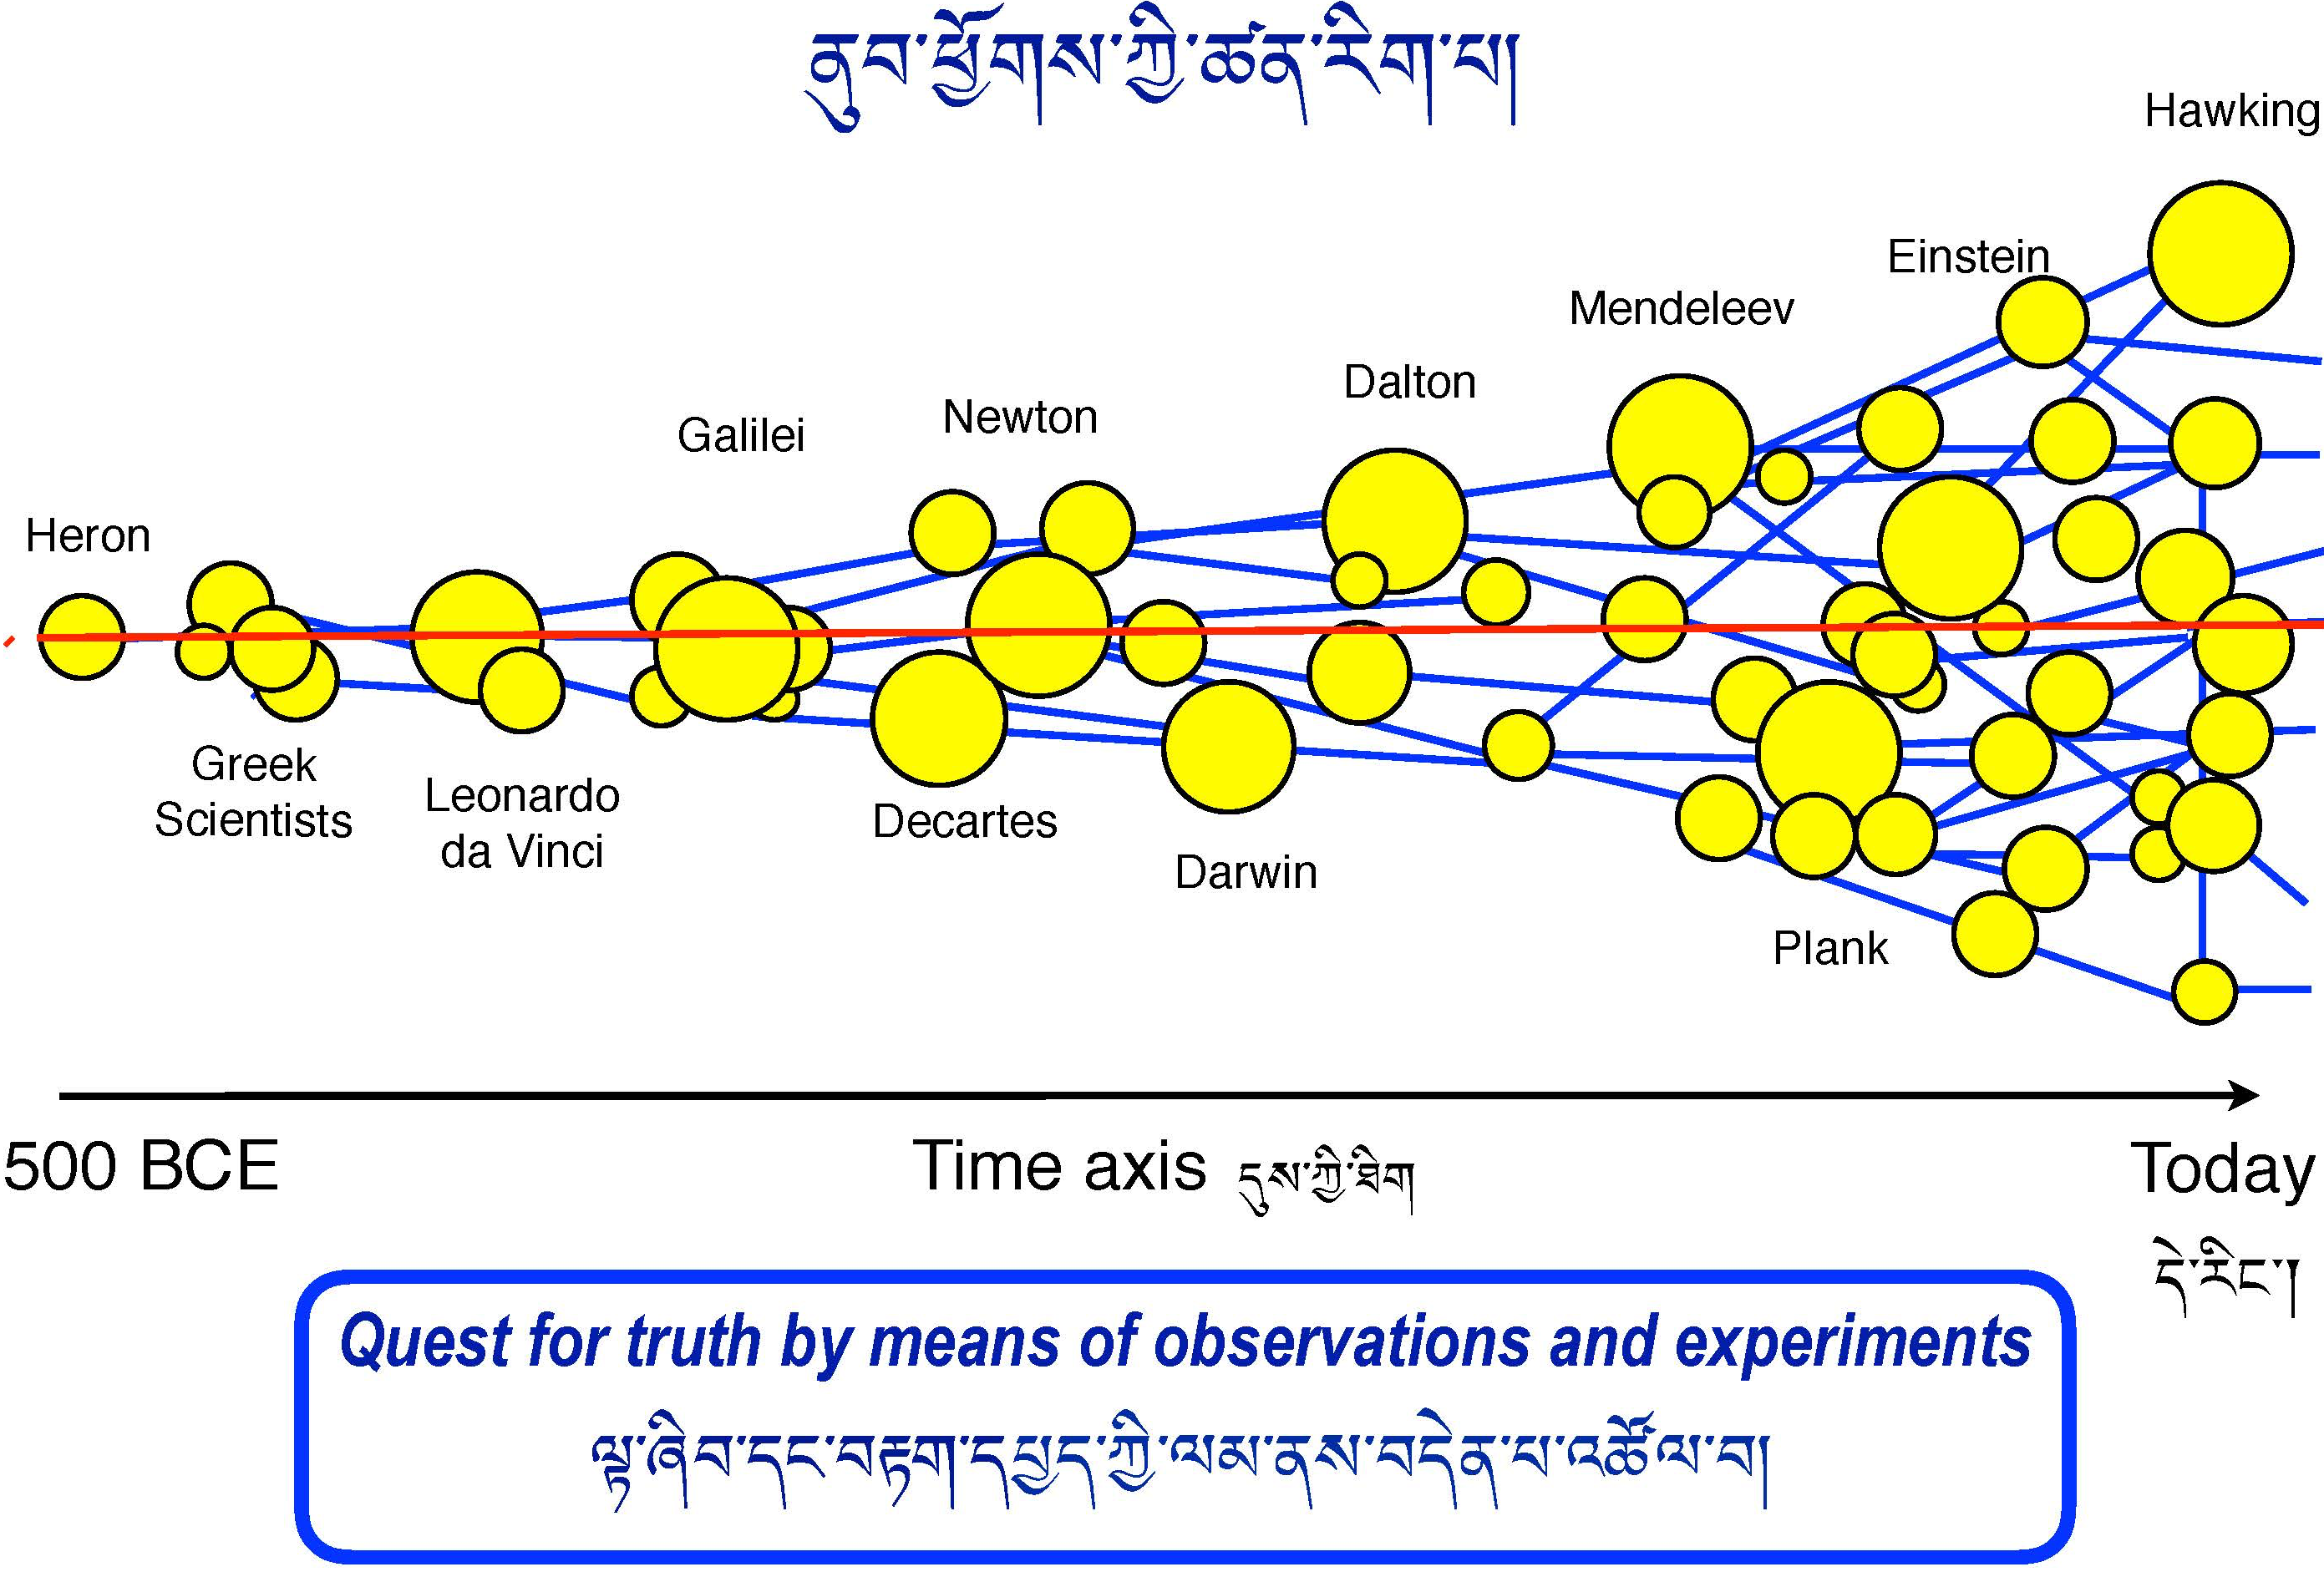 ནུབ་ཕྱོགས་ཀྱི་ཚན་རིག་པ།
Hawking
Einstein
Mendeleev
Dalton
Newton
Galilei
Heron
Greek
Scientists
Leonardo
da Vinci
Decartes
Darwin
Plank
500 BCE
Time axis དུས་ཀྱི་ཐིག།
Today
དེ་རིང་།
Quest for truth by means of observations and experiments
ལྟ་ཞིབ་དང་བརྟག་དཔྱད་ཀྱི་ལམ་ནས་བདེན་པ་འཚོལ་བ།